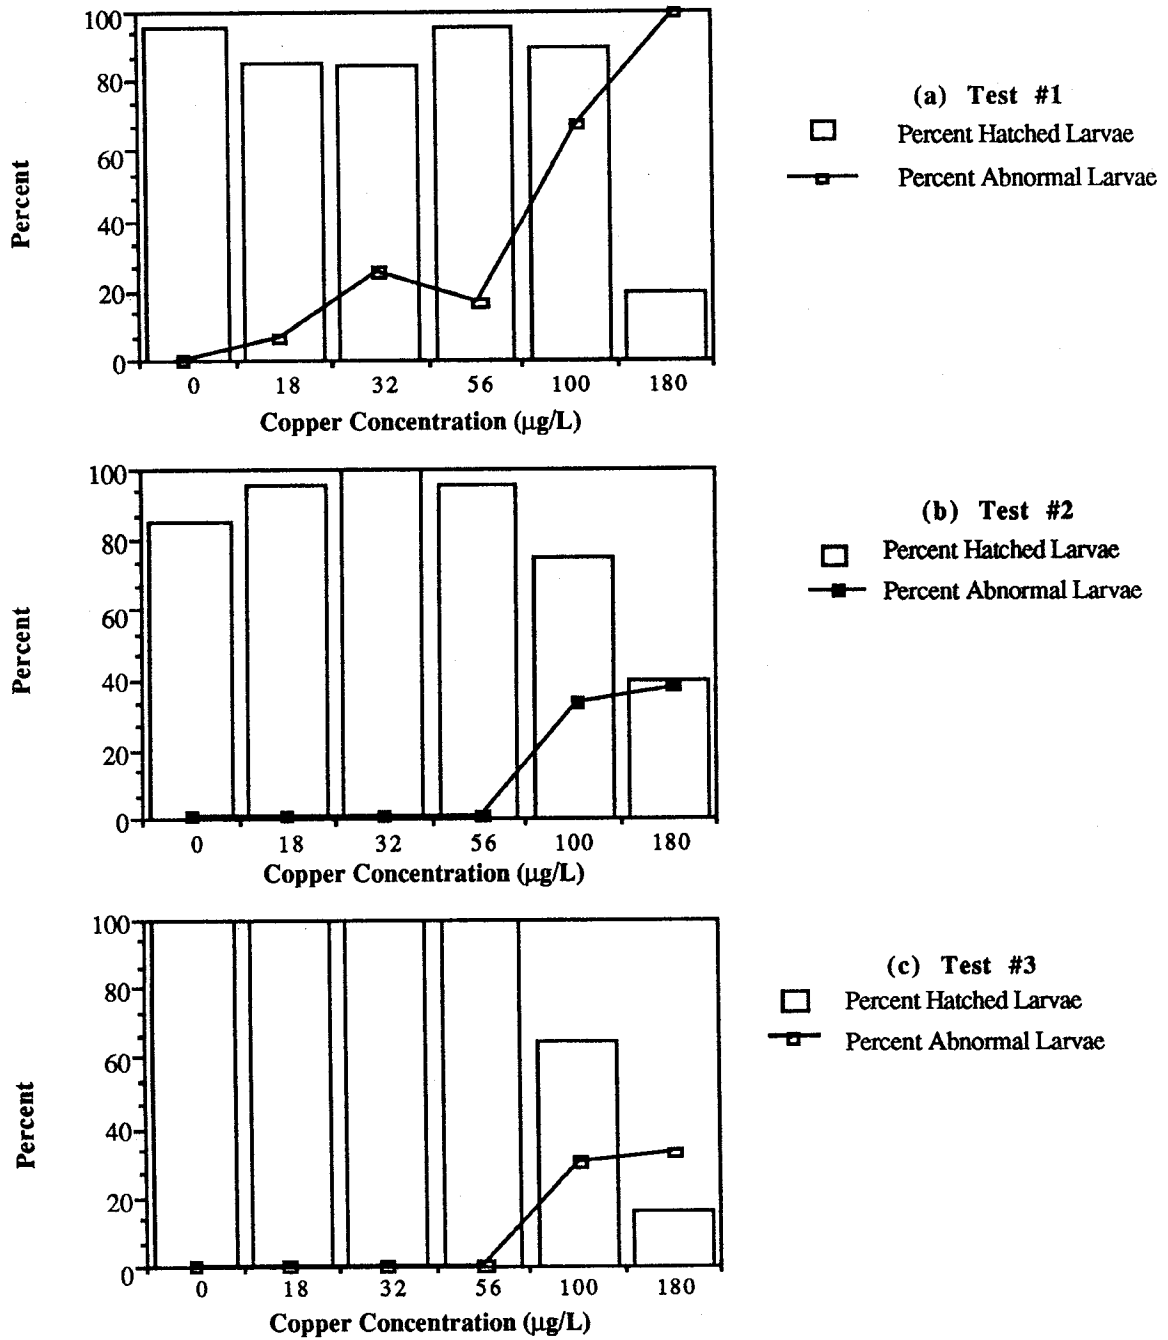 (a) Test #1
Percent Hatched Larvae
Percent Abnormal Larvae
Percent
100
80
60
40
20
0
0 18 32 56 100 180
Copper Concentration (µg/L)
(b) Test #2
Percent Hatched Larvae
Percent Abnormal Larvae
Percent
100
80
60
40
20
0
0 18 32 56 100 180
Copper Concentration (µg/L)
(c) Test #3
Percent Hatched Larvae
Percent Abnormal Larvae
Percent
100
80
60
40
20
0
0 18 32 56 100 180
Copper Concentration (µg/L)